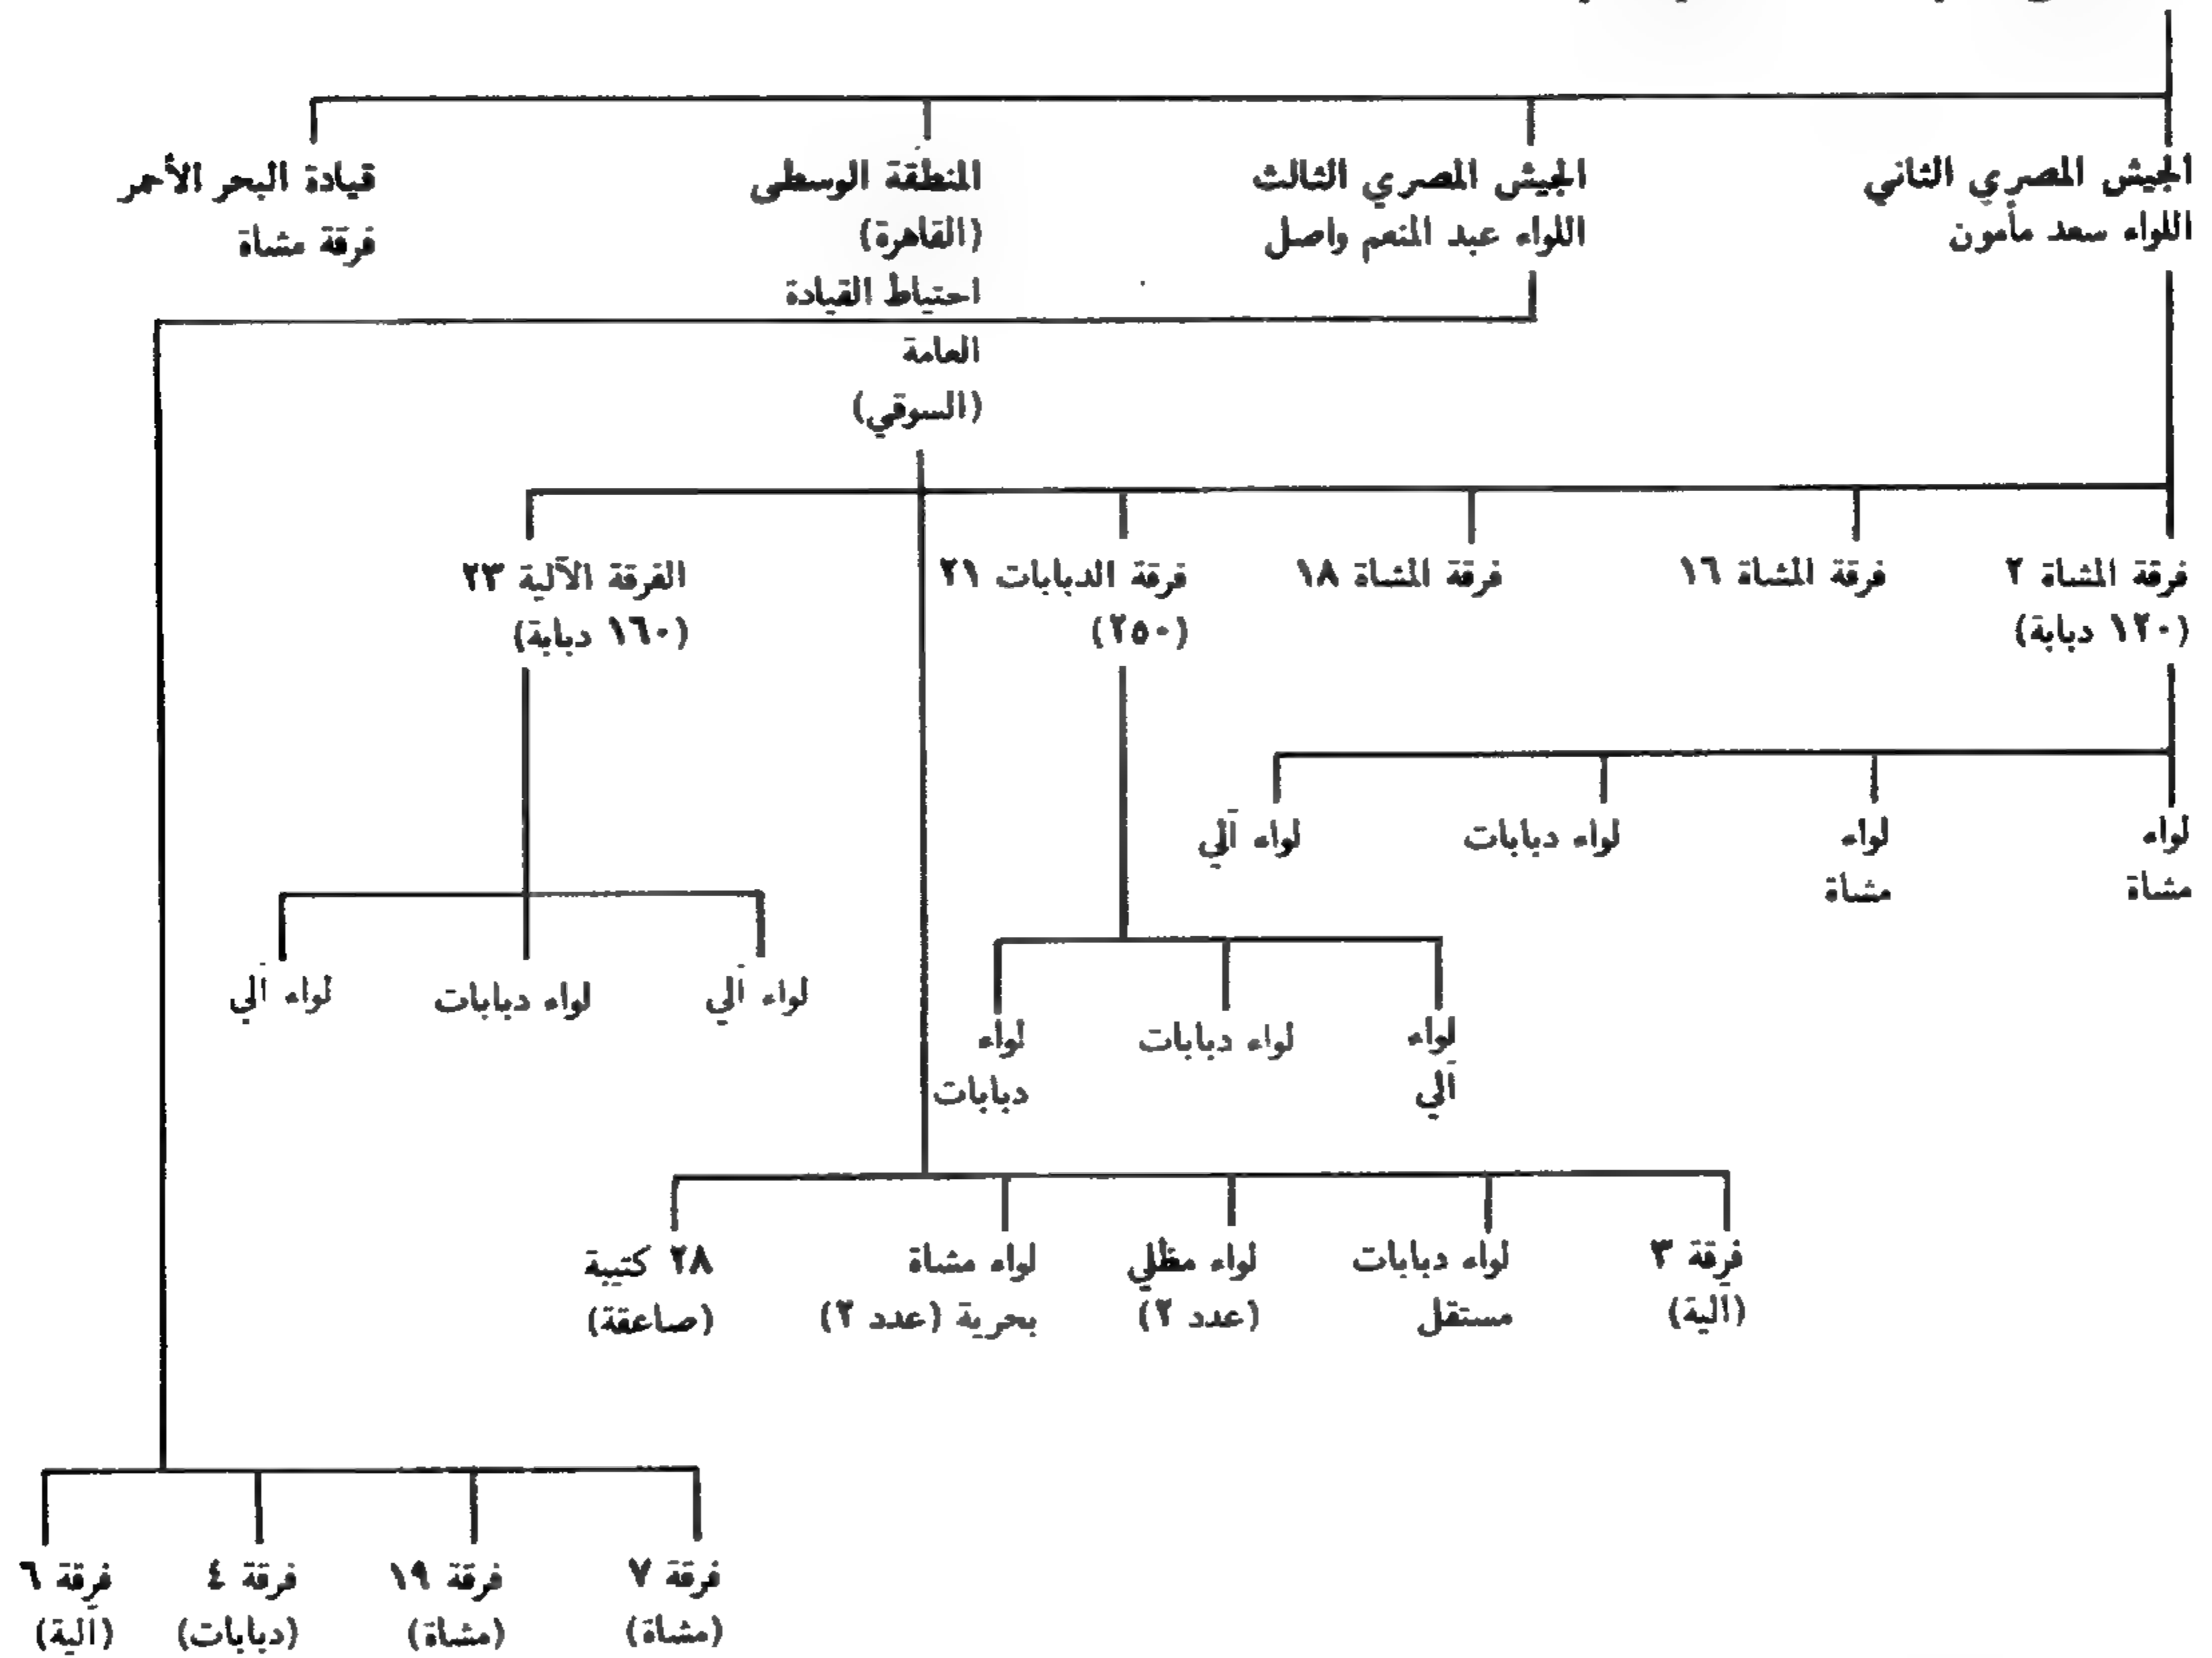 الجيش المصري الثاني
اللواء سعد مأمون
الجيش المصري الثالث
اللواء عبد المنعم واصل
المنطقة الوسطى
(القاهرة)
احتياط القيادة
العامة
(السوقي)
قيادة البحر الأحمر
فرقة مشاة
فرقة المشاة ٢
(١٢٠ دبابة)
فرقة المشاة ١٦
فرقة المشاة ١٨
فرقة الدبابات ٢١
(٢٥٠)
الفرقة الآلية ٢٣
(١٦٠ دبابة)
لواء
مشاة
لواء
مشاة
لواء دبابات
لواء آلي
لواء
آلي
لواء دبابات
لواء
دبابات
لواء آلي
لواء دبابات
لواء آلي
فرقة ٣
(آلية)
لواء دبابات
مستقل
لواء مظلي
(عدد ٢)
لواء مشاة
بحرية (عدد ٢)
٢٨ كتيبة
(صاعقة)
فرقة ٧
(مشاة)
فرقة ١٩
(مشاة)
فرقة ٤
(دبابات)
فرقة ٦
(آلية)